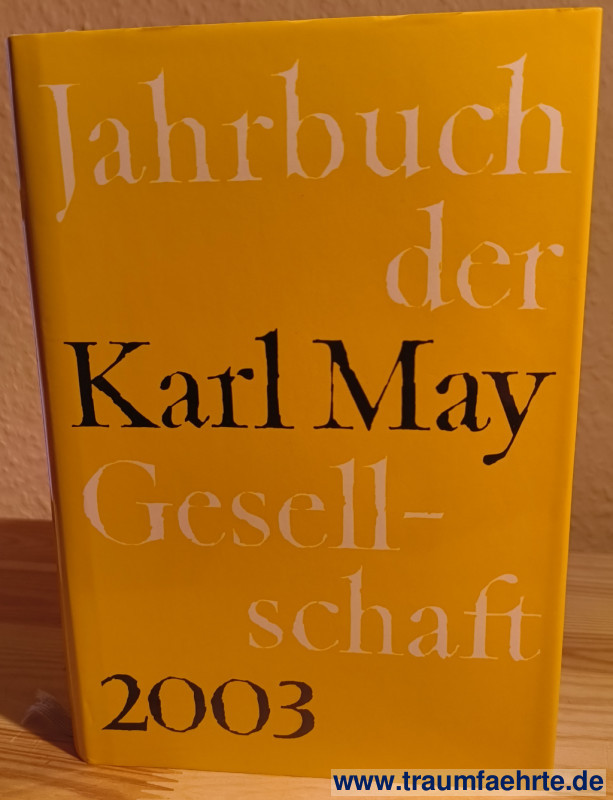 Jahrbuch
der
Karl May
Gesell-
schaft
2003
www.traumfaehrte.de